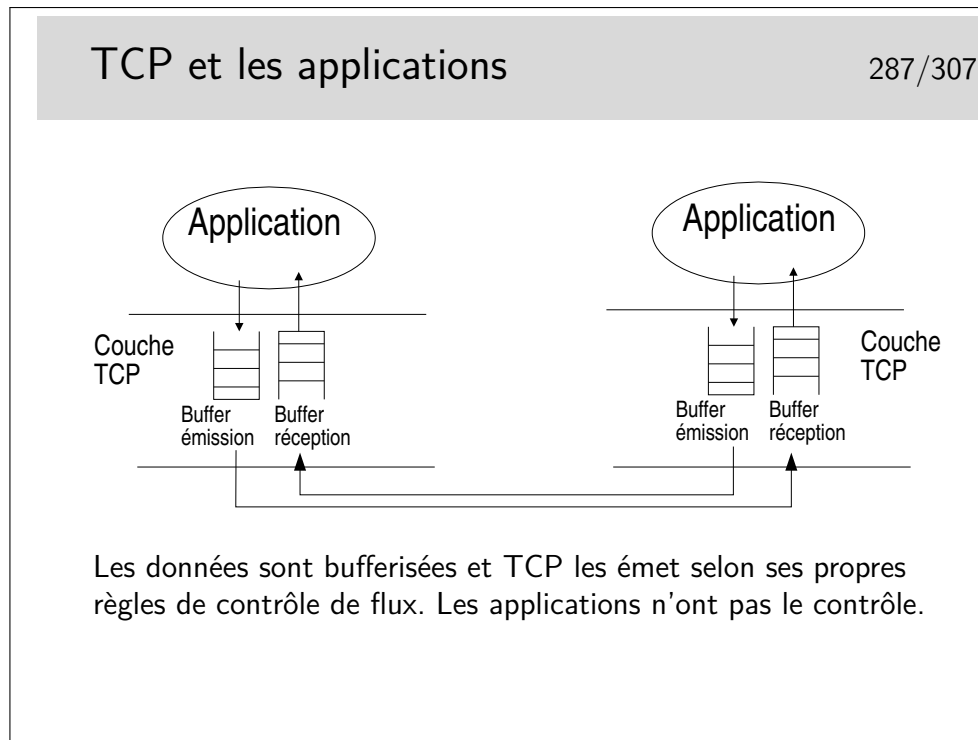 TCP et les applications
287/307
Application
Application
Couche
TCP
Buffer
émission
Buffer
réception
Buffer
émission
Buffer
réception
Couche
TCP
Les données sont bufferisées et TCP les émet selon ses propres
règles de contrôle de flux. Les applications n'ont pas le contrôle.